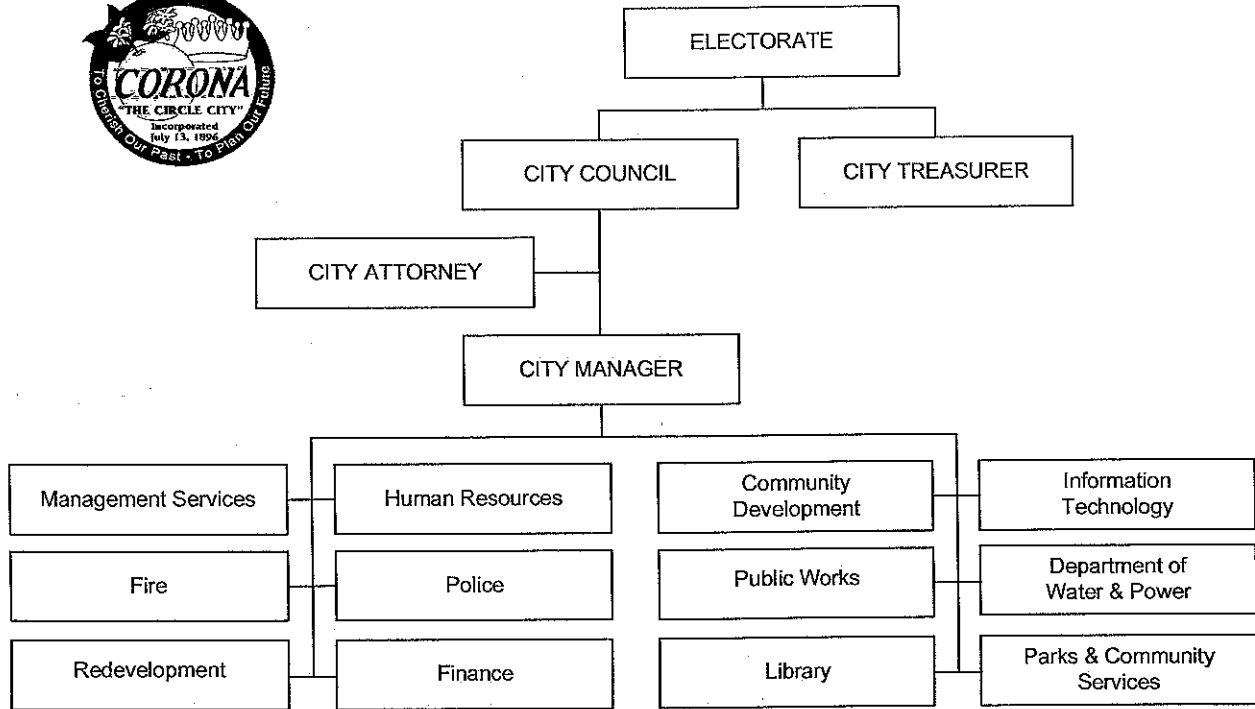 CORONA
"THE CIRCLE CITY"
Incorporated
July 13, 1896
To Cherish Our Past - To Plan Our Future
ELECTORATE
CITY COUNCIL
CITY TREASURER
CITY ATTORNEY
CITY MANAGER
Management Services
Human Resources
Community
Development
Information
Technology
Fire
Police
Public Works
Department of
Water & Power
Redevelopment
Finance
Library
Parks & Community
Services